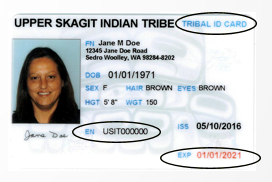 UPPER SKAGIT INDIAN TRIBE TRIBAL ID CARD
FN Jane M Doe
12345 Jane Doe Road
Sedro Woolley, WA 98284-8202
DOB 01/01/1971
SEX F HAIR BROWN EYES BROWN
HGT 5' 8" WGT 150
Jane Doe
EN USIT000000
ISS 05/10/2016
EXP 01/01/2021